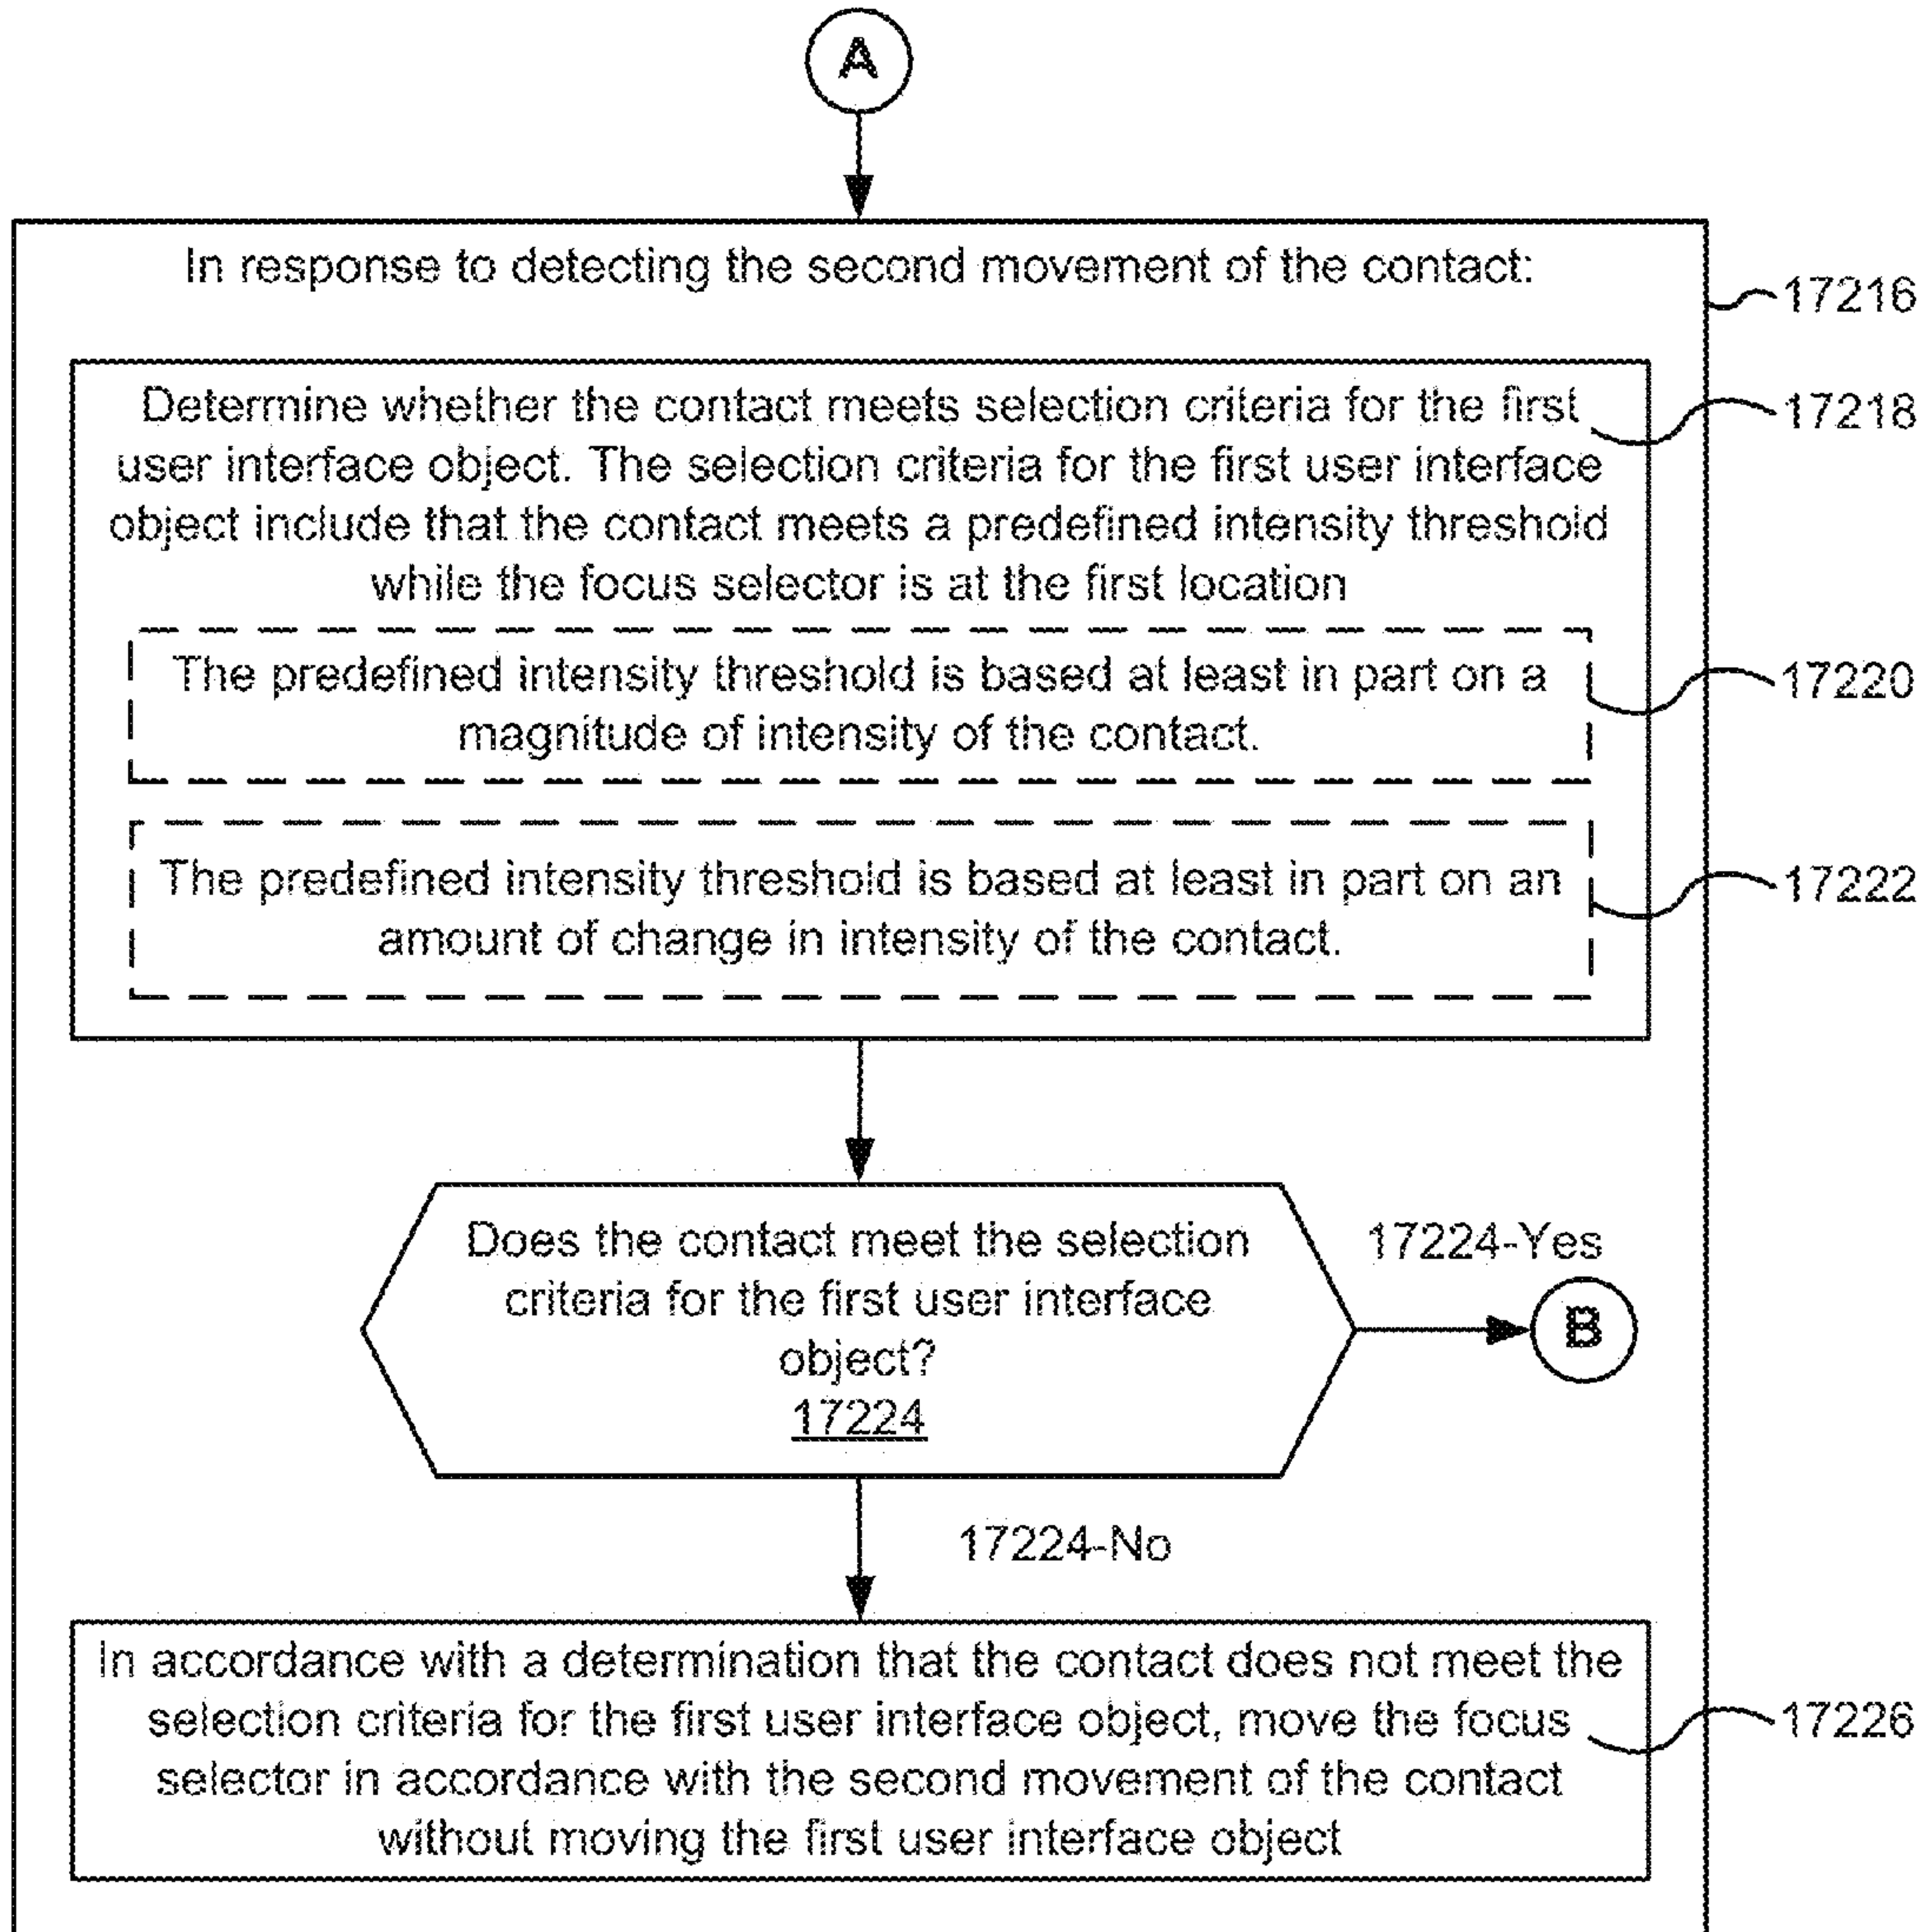 A
In response to detecting the second movement of the contact:
17216
Determine whether the contact meets selection criteria for the first
17218
user interface object. The selection criteria for the first user interface
object include that the contact meets a predefined intensity threshold
while the focus selector is at the first location
The predefined intensity threshold is based at least in part on a
17220
magnitude of intensity of the contact.
The predefined intensity threshold is based at least in part on an
17222
amount of change in intensity of the contact.
Does the contact meet the selection
criteria for the first user interface
object?
17224
17224-Yes
B
17224-No
In accordance with a determination that the contact does not meet the
selection criteria for the first user interface object, move the focus
17226
selector in accordance with the second movement of the contact
without moving the first user interface object